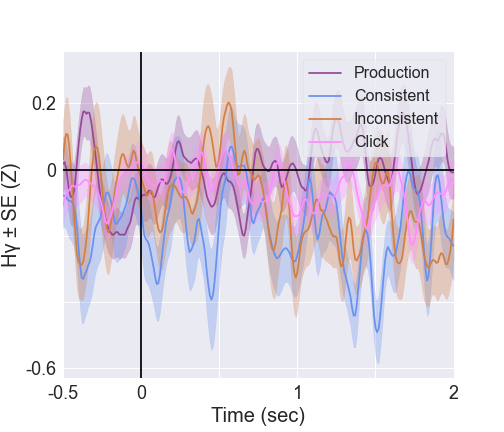 Production
Consistent
Inconsistent
Click
0.2
0
-0.6
Hγ ± SE (Z)
-0.5
0
1
2
Time (sec)